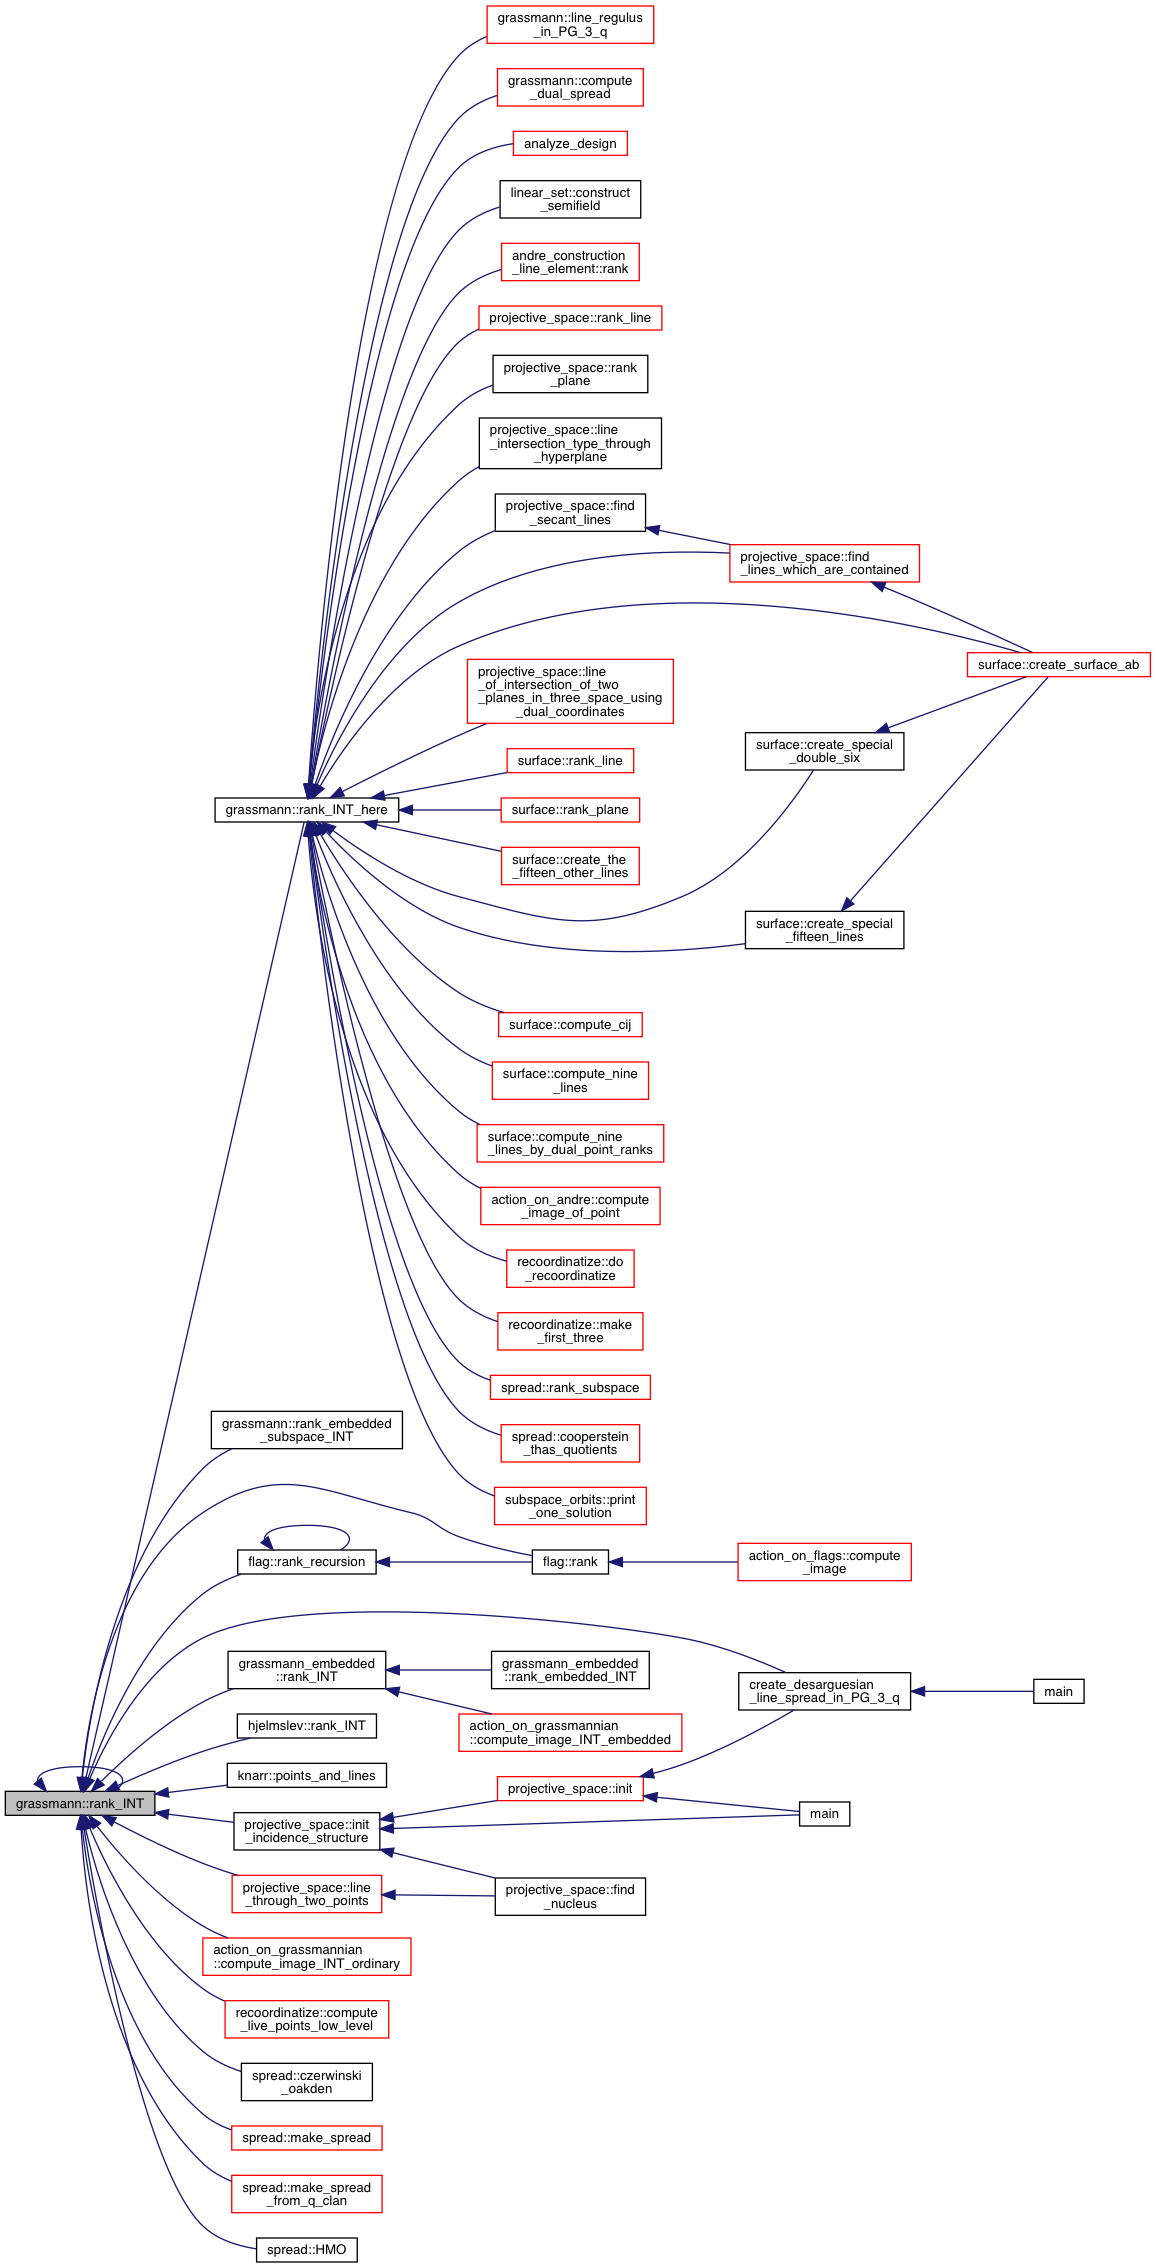 grassmann::line_regulus
_in_PG_3_q
grassmann::compute
_dual_spread
analyze_design
linear_set::construct
_semifield
andre_construction
_line_element::rank
projective_space::rank_line
projective_space::rank
_plane
projective_space::line
_intersection_type_through
_hyperplane
projective_space::find
_secant_lines
projective_space::find
_lines_which_are_contained
surface::create_surface_ab
projective_space::line
_of_intersection_of_two
_planes_in_three_space_using
_dual_coordinates
surface::create_special
_double_six
surface::rank_line
grassmann::rank_INT_here
surface::rank_plane
surface::create_the
_fifteen_other_lines
surface::create_special
_fifteen_lines
surface::compute_cij
surface::compute_nine
_lines
surface::compute_nine
_lines_by_dual_point_ranks
action_on_andre::compute
_image_of_point
recoordinatize::do
_recoordinatize
recoordinatize::make
_first_three
spread::rank_subspace
grassmann::rank_embedded
_subspace_INT
spread::cooperstein
_thas_quotients
subspace_orbits::print
_one_solution
flag::rank_recursion
flag::rank
action_on_flags::compute
_image
grassmann_embedded
::rank_INT
grassmann_embedded
::rank_embedded_INT
create_desarguesian
_line_spread_in_PG_3_q
main
hjelmslev::rank_INT
action_on_grassmannian
::compute_image_INT_embedded
knarr::points_and_lines
grassmann::rank_INT
projective_space::init
main
projective_space::init
_incidence_structure
projective_space::line
_through_two_points
projective_space::find
_nucleus
action_on_grassmannian
::compute_image_INT_ordinary
recoordinatize::compute
_live_points_low_level
spread::czerwinski
_oakden
spread::make_spread
spread::make_spread
_from_q_clan
spread::HMO